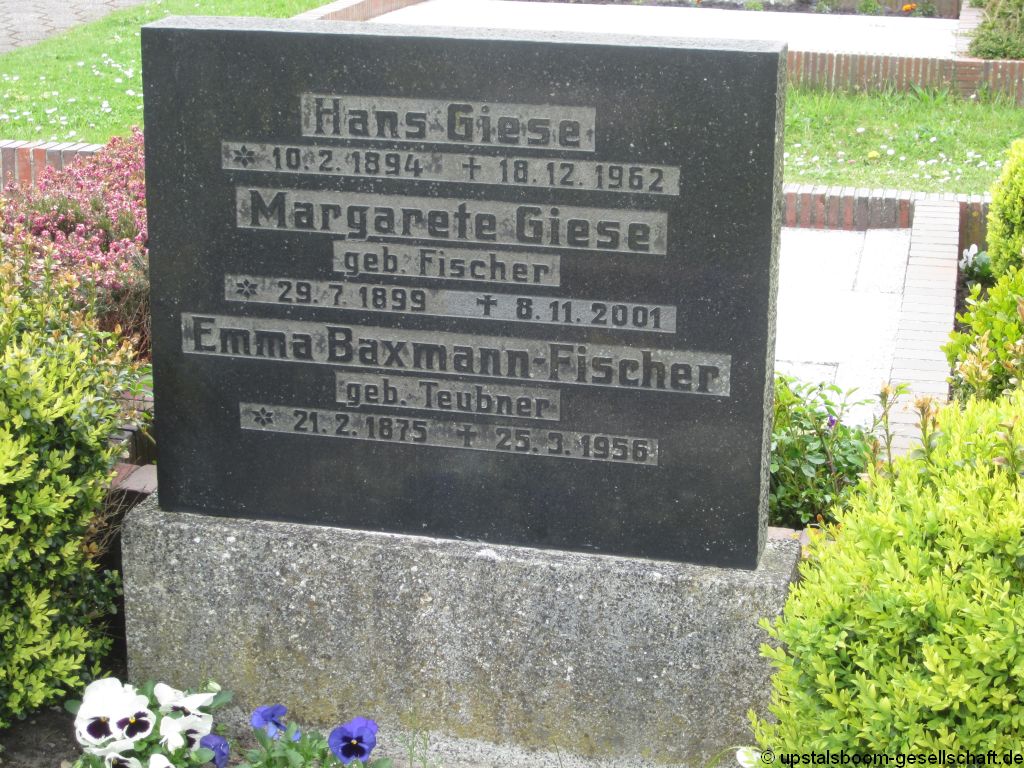 Hans Giese
* 10. 2. 1894 † 18. 12. 1962
Margarete Giese
geb. Fischer
* 29. 7. 1899 † 8. 11. 2001
Emma Baxmann-Fischer
geb. Teubner
* 21. 2. 1875 † 25. 3. 1956
© upstalsboom-gesellschaft.de